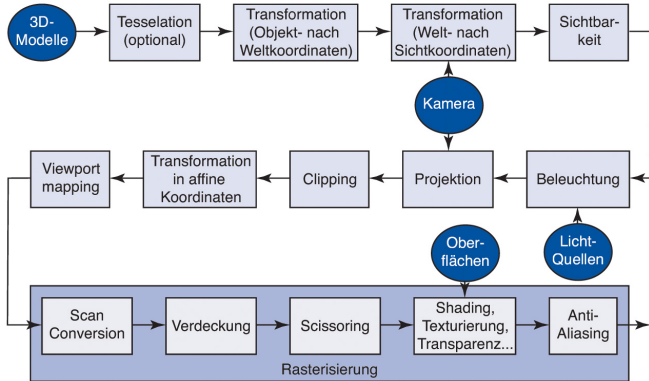 3D-
Modelle
Tesselation
(optional)
Transformation
(Objekt- nach
Weltkoordinaten)
Transformation
(Welt- nach
Sichtkoordinaten)
Sichtbar-
keit
Kamera
Viewport
mapping
Transformation
in affine
Koordinaten
Clipping
Projektion
Beleuchtung
Ober-
flächen
Licht-
Quellen
Scan
Conversion
Verdeckung
Scissoring
Shading,
Texturierung,
Transparenz...
Anti-
Aliasing
Rasterisierung